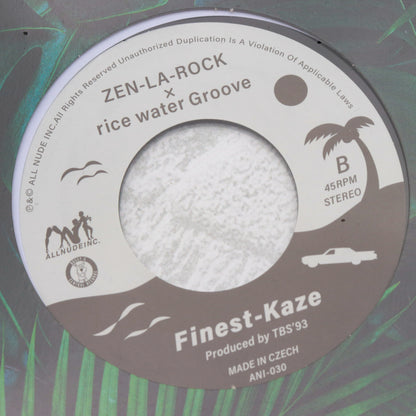 ℗&© ALL NUDE INC.All Rights Reserved Unauthorized Duplication Is A Violation Of Applicable Laws
ZEN-LA-ROCK
×
rice water Groove
B
45RPM
STEREO
ALLNUDEINC.
Finest-Kaze
Produced by TBS'93
MADE IN CZECH
ANI-030